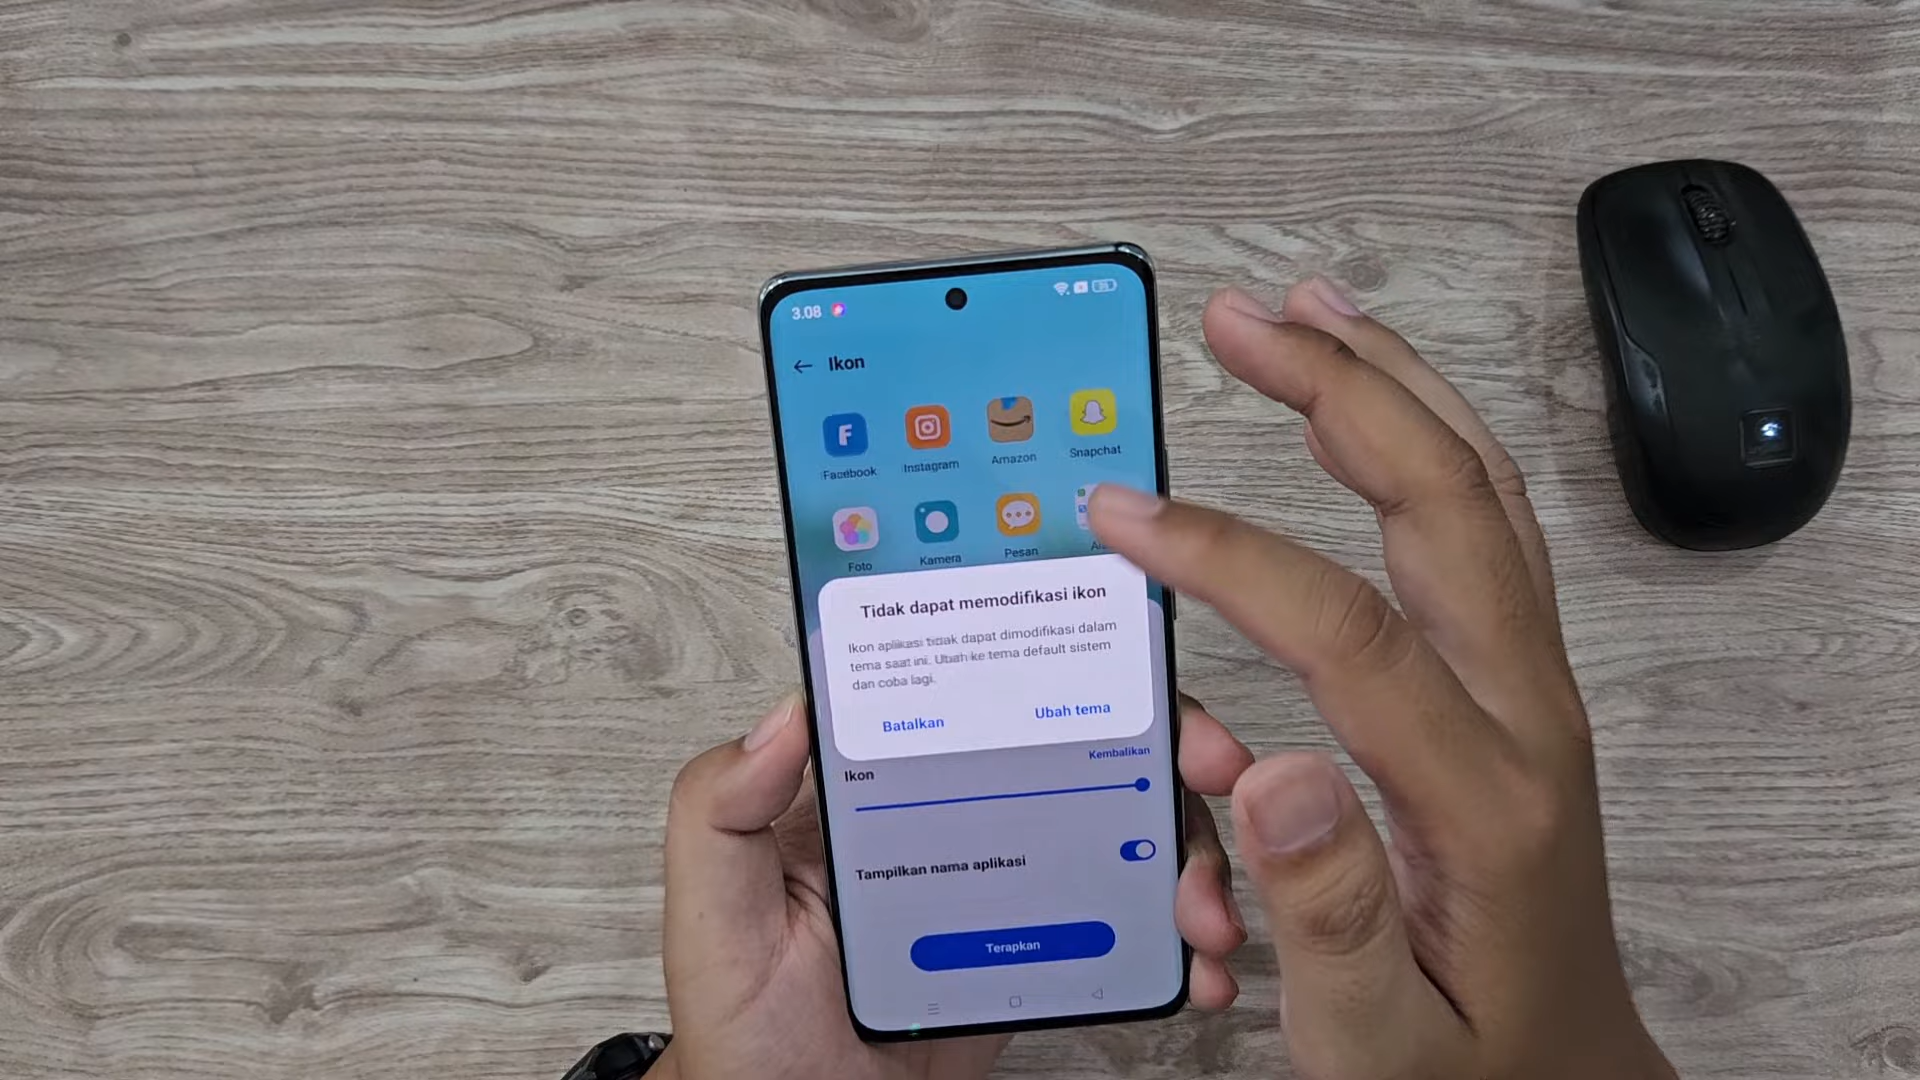 3.08
Ikon
Facebook Instagram Amazon Snapchat
Foto Kamera Pesan
Tidak dapat memodifikasi ikon
Ikon aplikasi tidak dapat dimodifikasi dalam
tema saat ini. Ubah ke tema default sistem
dan coba lagi.
Batalkan Ubah tema
Kembalikan
Ikon
Tampilkan nama aplikasi
Terapkan